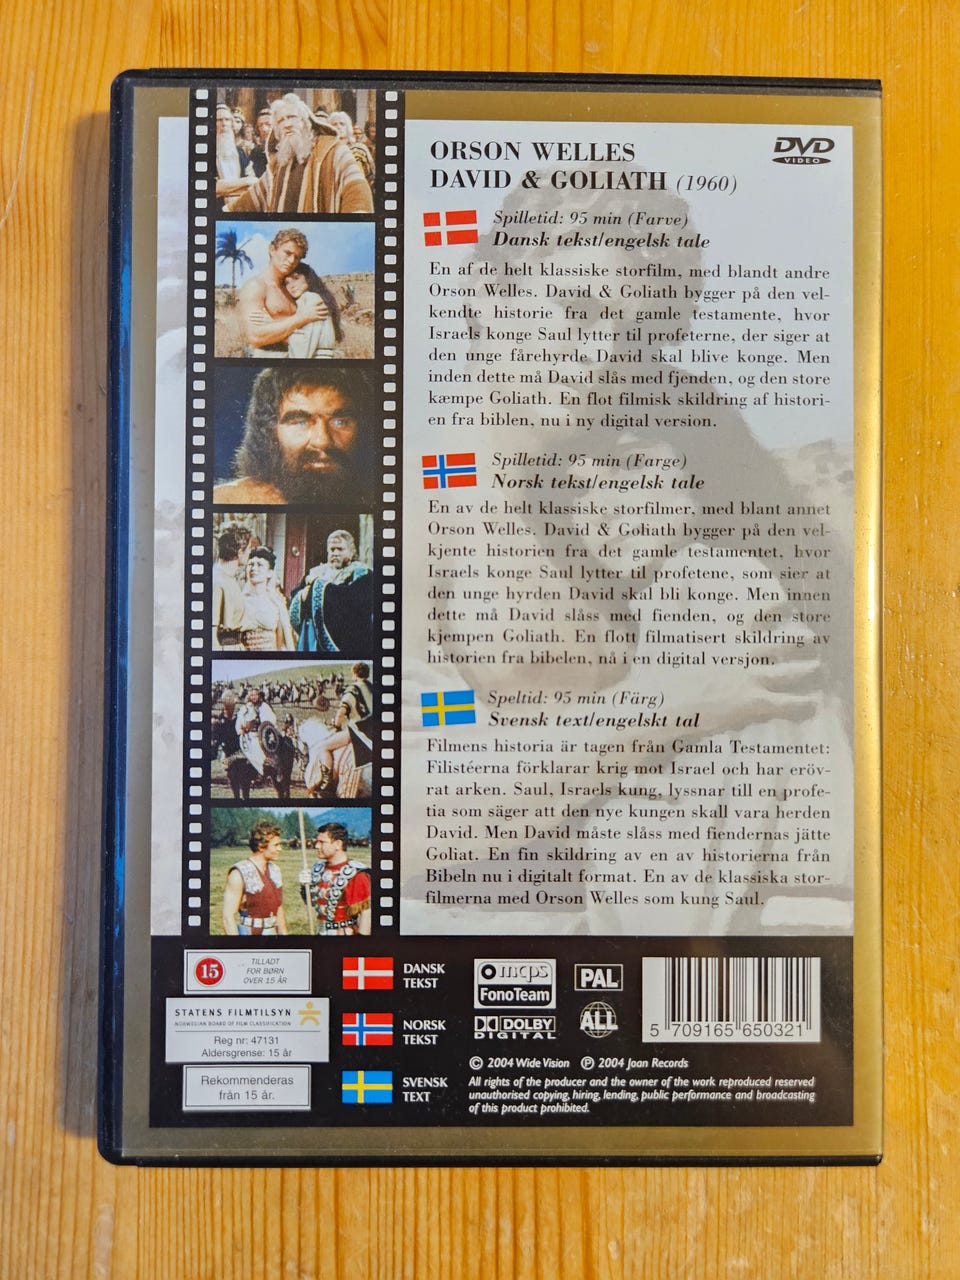 ORSON WELLES
DAVID & GOLIATH (1960)
DVD
VIDEO
Spilletid: 95 min (Farve)
Dansk tekst/engelsk tale
En af de helt klassiske storfilm, med blandt andre
Orson Welles. David & Goliath bygger på den vel-
kendte historie fra det gamle testamente, hvor
Israels konge Saul lytter til profeterne, der siger at
den unge fårehyrde David skal blive konge. Men
inden dette må David slås med fjenden, og den store
kæmpe Goliath. En flot filmisk skildring af histori-
en fra biblen, nu i ny digital version.
Spilletid: 95 min (Farge)
Norsk tekst/engelsk tale
En av de helt klassiske storfilmer, med blant annet
Orson Welles. David & Goliath bygger på den vel-
kjente historien fra det gamle testamentet, hvor
Israels konge Saul lytter til profetene, som sier at
den unge hyrden David skal bli konge. Men innen
dette må David slåss med fienden, og den store
kjempen Goliath. En flott filmatisert skildring av
historien fra bibelen, nå i en digital versjon.
Speltid: 95 min (Färg)
Svensk text/engelskt tal
Filmens historia är tagen från Gamla Testamentet:
Filistéerna förklarar krig mot Israel och har eröv-
rat arken. Saul, Israels kung, lyssnar till en profe-
tia som säger att den nye kungen skall vara herden
David. Men David måste slåss med fiendernas jätte
Goliat. En fin skildring av en av historierna från
Bibeln nu i digitalt format. En av de klassiska stor-
filmerna med Orson Welles som kung Saul.
15
TILLADT
FOR BØRN
OVER 15 ÅR
STATENS FILMTILSYN
NORWEGIAN BOARD OF FILM CLASSIFICATION
Reg nr: 47131
Aldersgrense: 15 år
Rekommenderas
från 15 år.
DANSK
TEKST
NORSK
TEKST
SVENSK
TEXT
mcps
FonoTeam
DOLBY
DIGITAL
PAL
ALL
5 709165 650321
© 2004 Wide Vision ℗ 2004 Joan Records
All rights of the producer and the owner of the work reproduced reserved
unauthorised copying, hiring, lending, public performance and broadcasting
of this product prohibited.